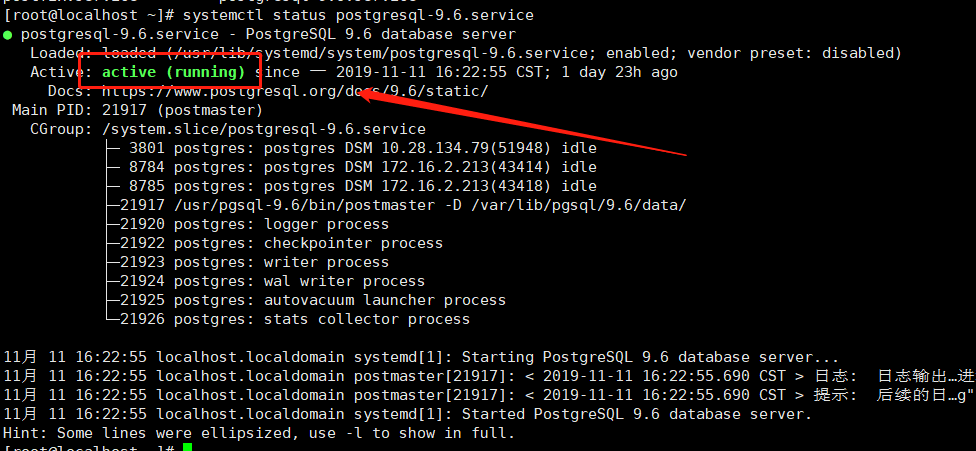 [root@localhost ~]# systemctl status postgresql-9.6.service
● postgresql-9.6.service - PostgreSQL 9.6 database server
Loaded: loaded (/usr/lib/systemd/system/postgresql-9.6.service; enabled; vendor preset: disabled)
Active: active (running) since 一 2019-11-11 16:22:55 CST; 1 day 23h ago
Docs: https://www.postgresql.org/docs/9.6/static/
Main PID: 21917 (postmaster)
CGroup: /system.slice/postgresql-9.6.service
├─ 3801 postgres: postgres DSM 10.28.134.79(51948) idle
├─ 8784 postgres: postgres DSM 172.16.2.213(43414) idle
├─ 8785 postgres: postgres DSM 172.16.2.213(43418) idle
├─21917 /usr/pgsql-9.6/bin/postmaster -D /var/lib/pgsql/9.6/data/
├─21920 postgres: logger process
├─21922 postgres: checkpointer process
├─21923 postgres: writer process
├─21924 postgres: wal writer process
├─21925 postgres: autovacuum launcher process
└─21926 postgres: stats collector process
11月 11 16:22:55 localhost.localdomain systemd[1]: Starting PostgreSQL 9.6 database server...
11月 11 16:22:55 localhost.localdomain postmaster[21917]: < 2019-11-11 16:22:55.690 CST > 日志:  日志输出…进
11月 11 16:22:55 localhost.localdomain postmaster[21917]: < 2019-11-11 16:22:55.690 CST > 提示:  后续的日…g"
11月 11 16:22:55 localhost.localdomain systemd[1]: Started PostgreSQL 9.6 database server.
Hint: Some lines were ellipsized, use -l to show in full.
[root@localhost ~]#